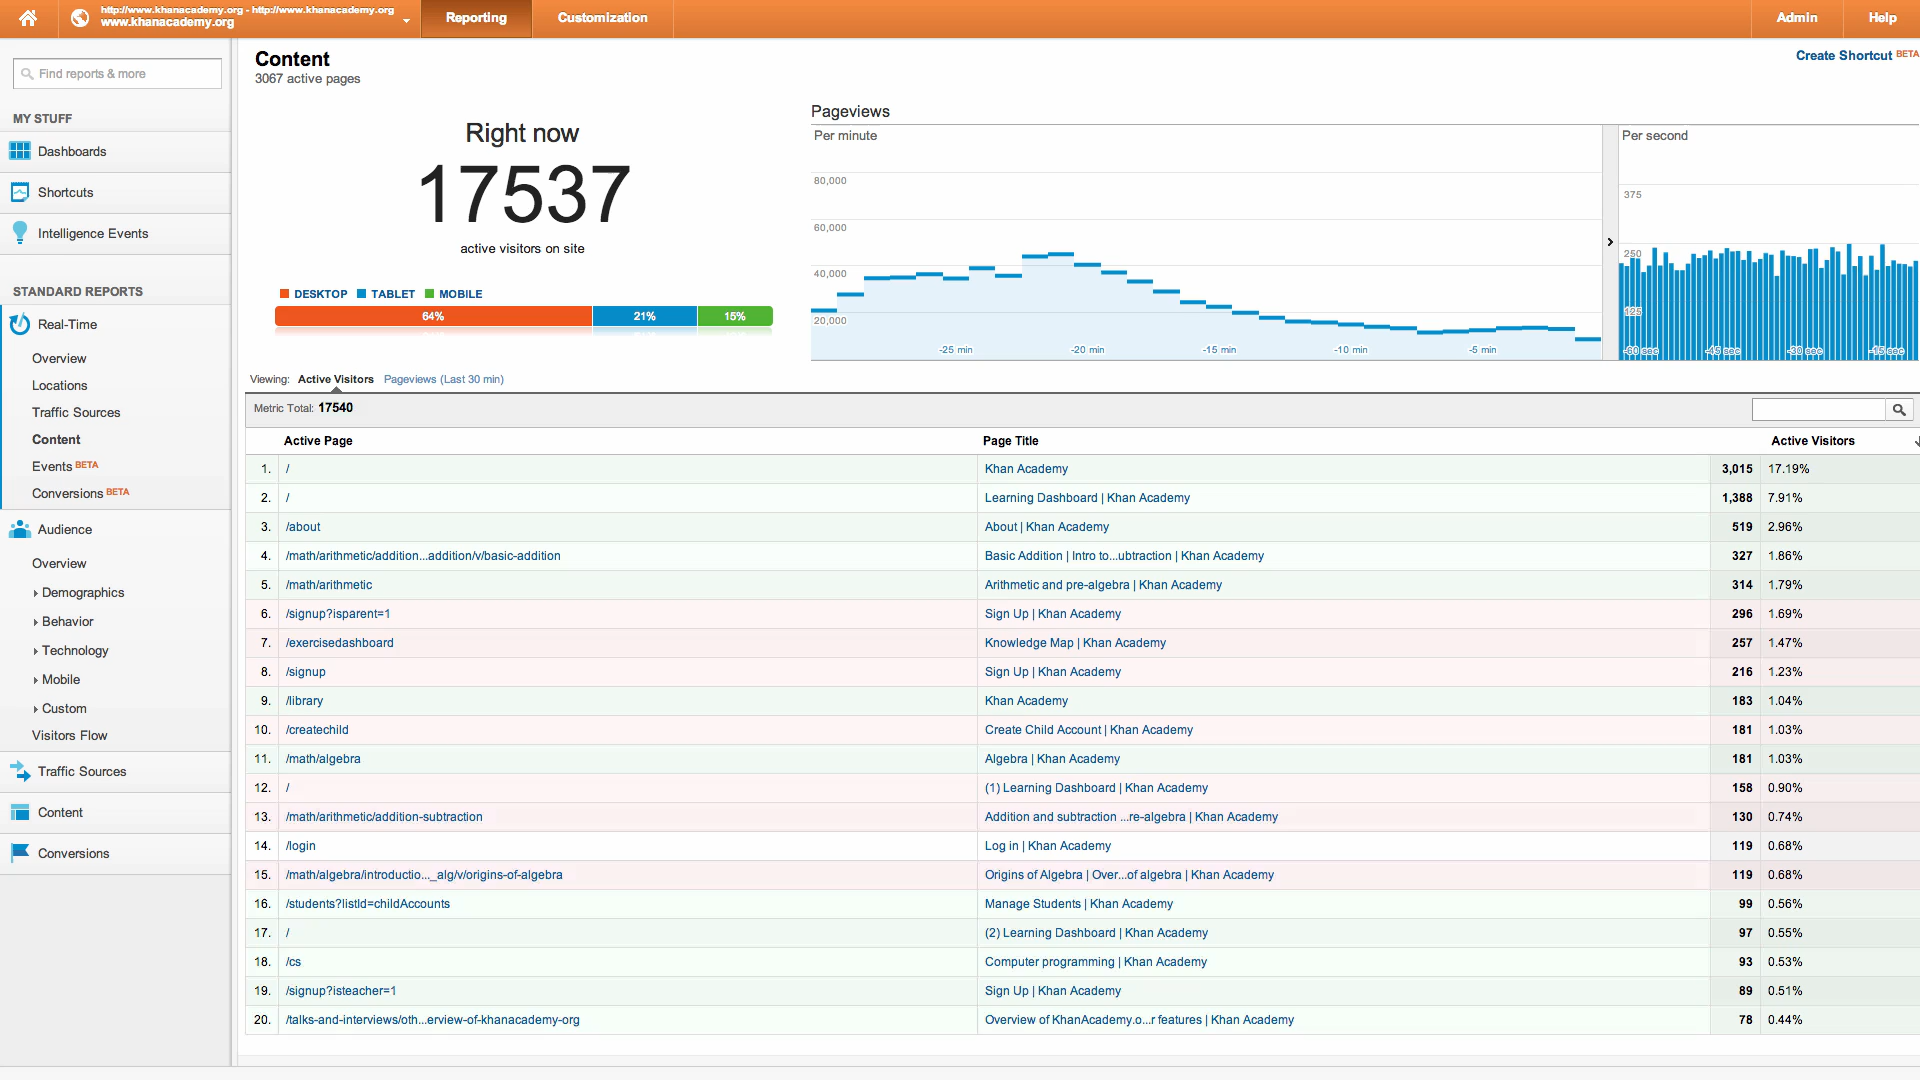 http://www.khanacademy.org - http://www.khanacademy.org
www.khanacademy.org
Reporting
Customization
Admin
Help
Find reports & more
MY STUFF
Dashboards
Shortcuts
Intelligence Events
STANDARD REPORTS
Real-Time
Overview
Locations
Traffic Sources
Content
Events BETA
Conversions BETA
Audience
Overview
Demographics
Behavior
Technology
Mobile
Custom
Visitors Flow
Traffic Sources
Content
Conversions
Content
3067 active pages
Create Shortcut BETA
Right now
17537
active visitors on site
DESKTOP TABLET MOBILE
64% 21% 15%
Pageviews
Per minute
80,000
60,000
40,000
20,000
-25 min -20 min -15 min -10 min -5 min
Per second
375
250
125
-60 sec -45 sec -30 sec -15 sec
Viewing: Active Visitors Pageviews (Last 30 min)
Metric Total: 17540
Active Page Page Title Active Visitors
1. / Khan Academy 3,015 17.19%
2. / Learning Dashboard | Khan Academy 1,388 7.91%
3. /about About | Khan Academy 519 2.96%
4. /math/arithmetic/addition...addition/v/basic-addition Basic Addition | Intro to...ubtraction | Khan Academy 327 1.86%
5. /math/arithmetic Arithmetic and pre-algebra | Khan Academy 314 1.79%
6. /signup?isparent=1 Sign Up | Khan Academy 296 1.69%
7. /exercisedashboard Knowledge Map | Khan Academy 257 1.47%
8. /signup Sign Up | Khan Academy 216 1.23%
9. /library Khan Academy 183 1.04%
10. /createchild Create Child Account | Khan Academy 181 1.03%
11. /math/algebra Algebra | Khan Academy 181 1.03%
12. / (1) Learning Dashboard | Khan Academy 158 0.90%
13. /math/arithmetic/addition-subtraction Addition and subtraction ...re-algebra | Khan Academy 130 0.74%
14. /login Log in | Khan Academy 119 0.68%
15. /math/algebra/introductio..._alg/v/origins-of-algebra Origins of Algebra | Over...of algebra | Khan Academy 119 0.68%
16. /students?listId=childAccounts Manage Students | Khan Academy 99 0.56%
17. / (2) Learning Dashboard | Khan Academy 97 0.55%
18. /cs Computer programming | Khan Academy 93 0.53%
19. /signup?isteacher=1 Sign Up | Khan Academy 89 0.51%
20. /talks-and-interviews/oth...erview-of-khanacademy-org Overview of KhanAcademy.o...r features | Khan Academy 78 0.44%